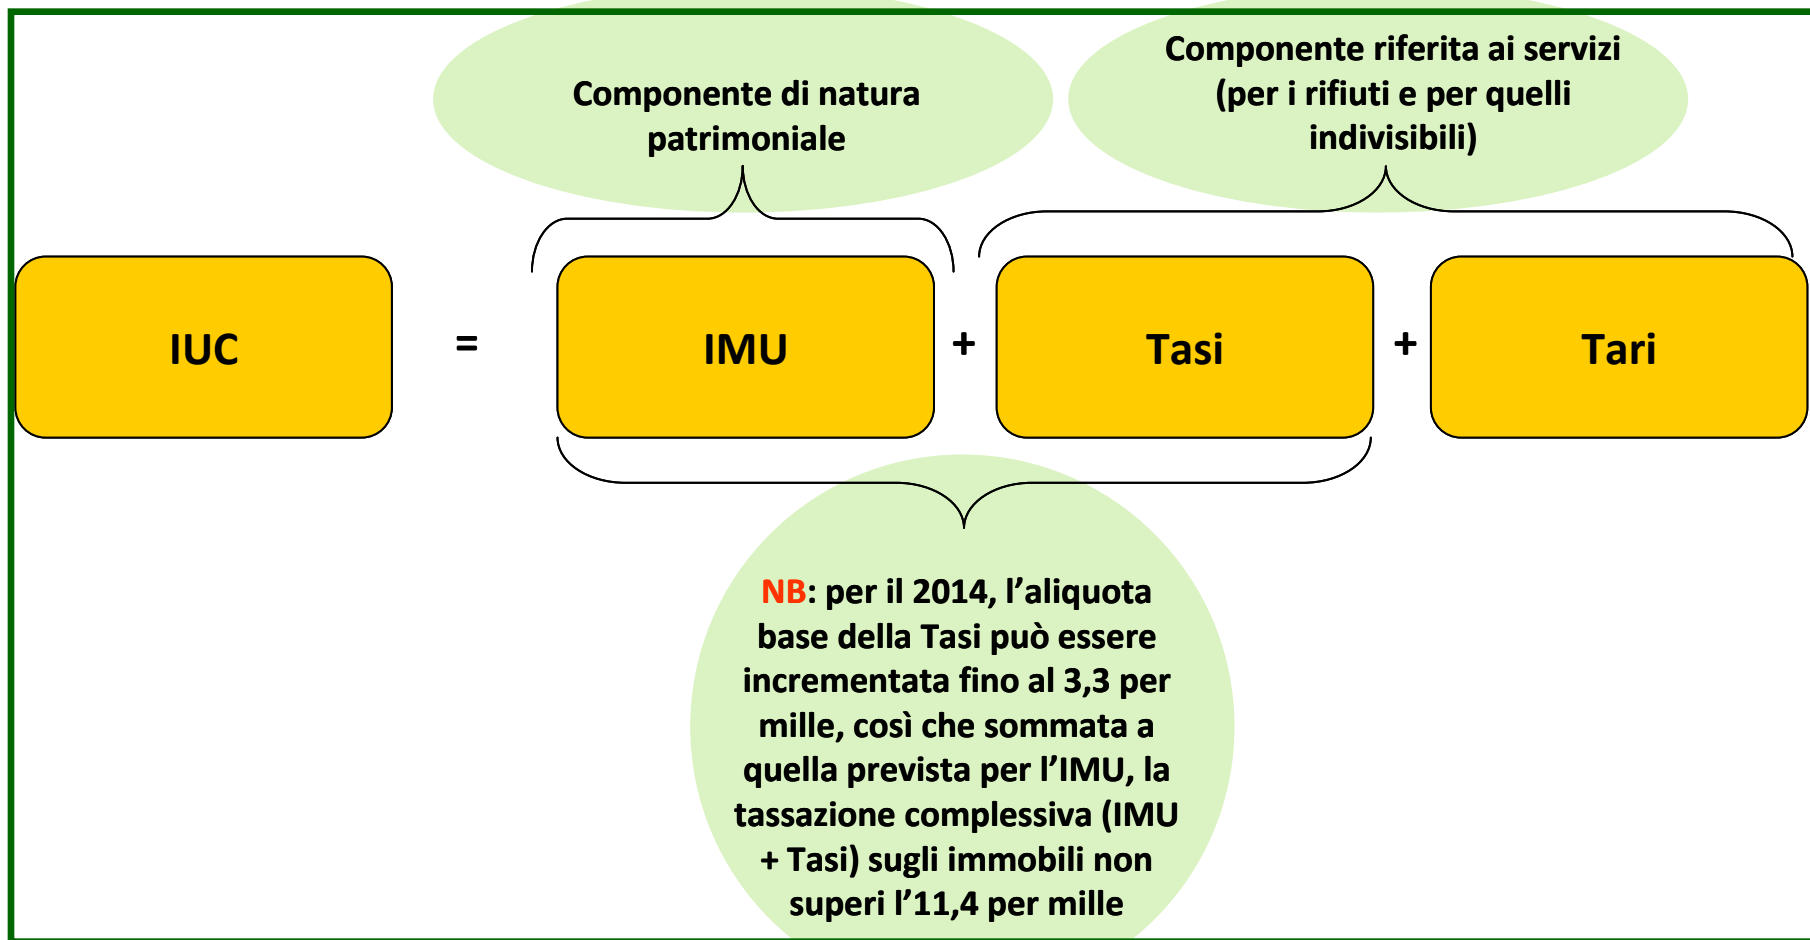 Componente di natura
patrimoniale
Componente riferita ai servizi
(per i rifiuti e per quelli
indivisibili)
IUC = IMU + Tasi + Tari
NB: per il 2014, l’aliquota
base della Tasi può essere
incrementata fino al 3,3 per
mille, così che sommata a
quella prevista per l’IMU, la
tassazione complessiva (IMU
+ Tasi) sugli immobili non
superi l’11,4 per mille